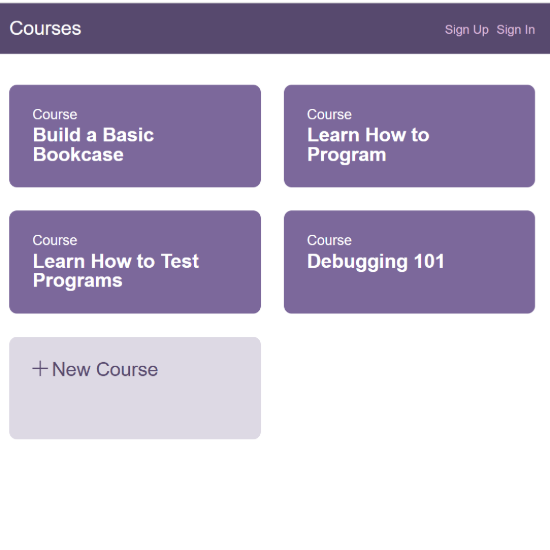 Courses
Sign Up Sign In
Course
Build a Basic
Bookcase
Course
Learn How to
Program
Course
Learn How to Test
Programs
Course
Debugging 101
New Course